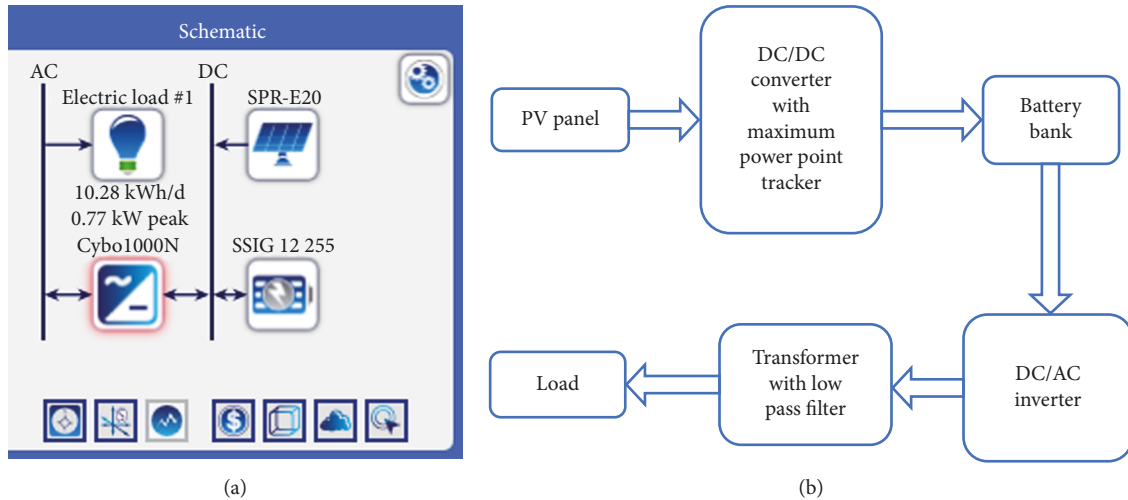 Schematic
AC
DC
Electric load #1
SPR-E20
10.28 kWh/d
0.77 kW peak
Cybo1000N
SSIG 12 255
(a)
PV panel
DC/DC
converter
with
maximum
power point
tracker
Battery
bank
Load
Transformer
with low
pass filter
DC/AC
inverter
(b)